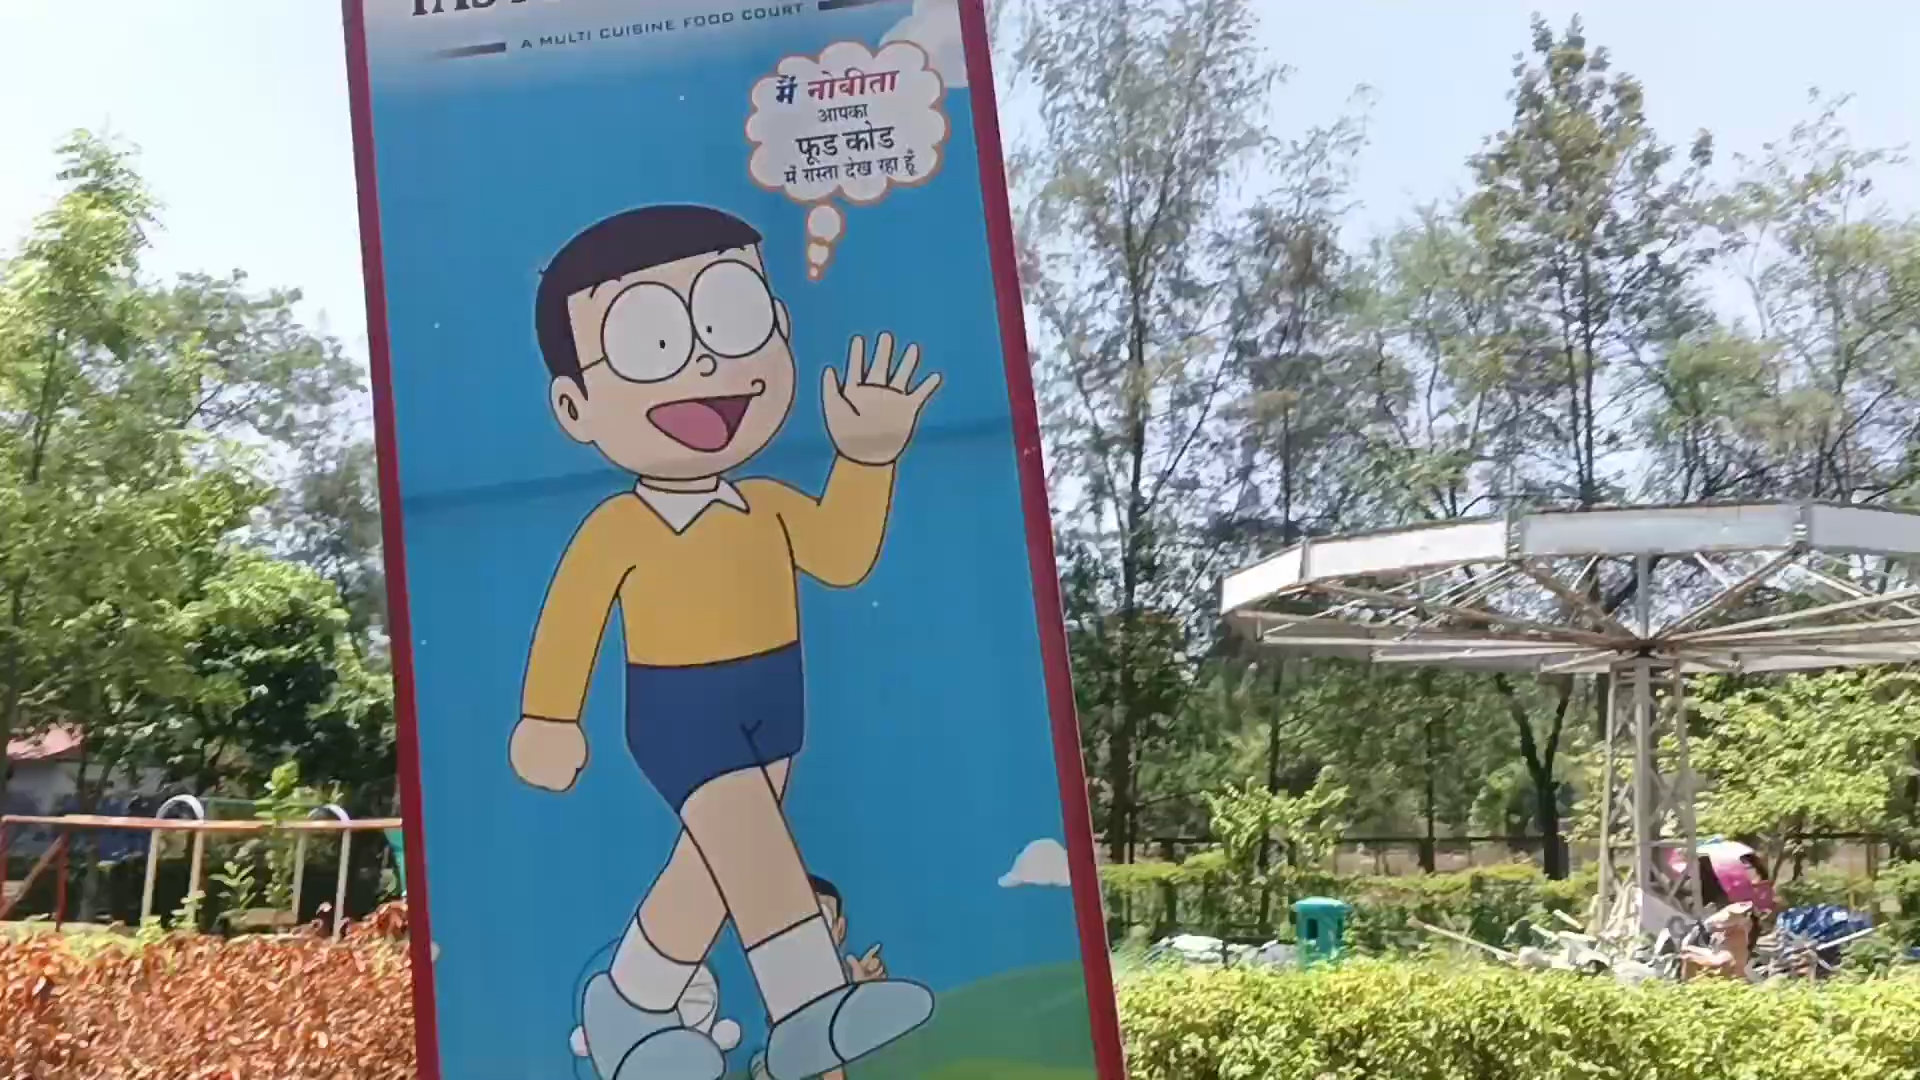 A MULTI CUISINE FOOD COURT
मैं नोबीता
आपका
फूड कोड
में रास्ता देख रहा हूँ